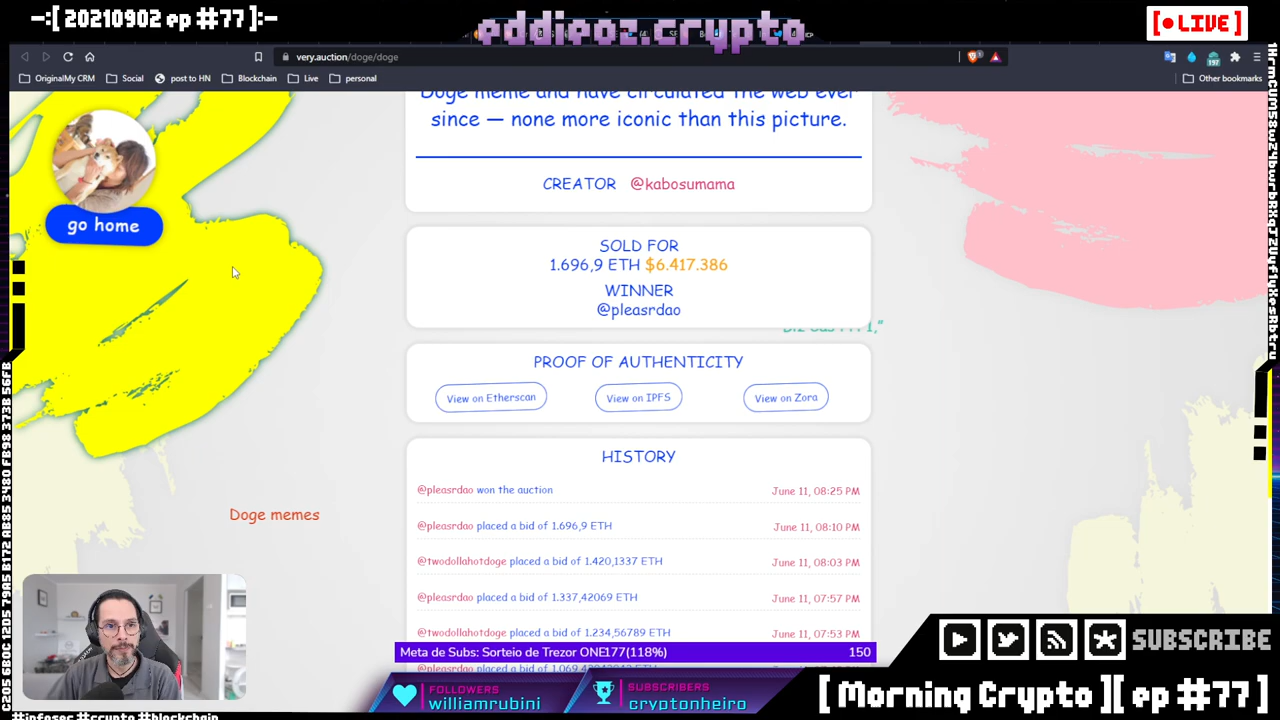 -:[ 20210902 ep #77 ]:-
eddieoz.crypto
[● LIVE ]
very.auction/doge/doge
197
OriginalMy CRM
Social
post to HN
Blockchain
Live
personal
Other bookmarks
Doge meme and have circulated the web ever
since — none more iconic than this picture.
CREATOR @kabosumama
go home
SOLD FOR
1.696,9 ETH $6.417.386
WINNER
@pleasrdao
PROOF OF AUTHENTICITY
View on Etherscan
View on IPFS
View on Zora
HISTORY
@pleasrdao won the auction June 11, 08:25 PM
@pleasrdao placed a bid of 1.696,9 ETH June 11, 08:10 PM
@twodollahotdoge placed a bid of 1.420,1337 ETH June 11, 08:03 PM
@pleasrdao placed a bid of 1.337,42069 ETH June 11, 07:57 PM
@twodollahotdoge placed a bid of 1.234,56789 ETH June 11, 07:53 PM
Doge memes
Meta de Subs: Sorteio de Trezor ONE177(118%) 150
FOLLOWERS
williamrubini
SUBSCRIBERS
cryptonheiro
SUBSCRIBE
[ Morning Crypto ][ ep #77 ]
#infosec #crypto #blockchain